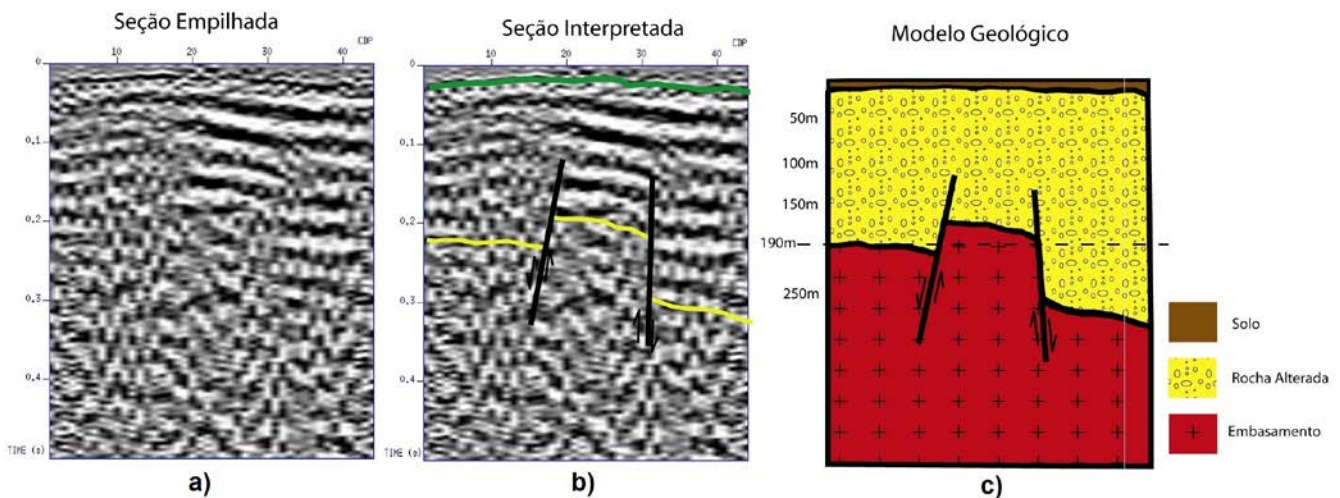 Seção Empilhada
CDP
10 20 30 40
0
0.1
0.2
0.3
0.4
TIME (s)
a)
Seção Interpretada
CDP
10 20 30 40
0
0.1
0.2
0.3
0.4
TIME (s)
b)
Modelo Geológico
50m
100m
150m
190m
250m
c)
Solo
Rocha Alterada
Embasamento